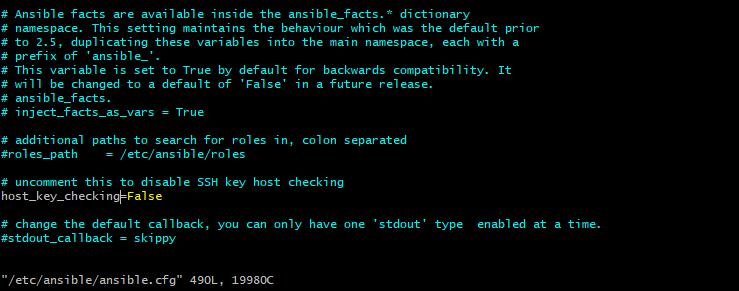 # Ansible facts are available inside the ansible_facts.* dictionary
# namespace. This setting maintains the behaviour which was the default prior
# to 2.5, duplicating these variables into the main namespace, each with a
# prefix of 'ansible_'.
# This variable is set to True by default for backwards compatibility. It
# will be changed to a default of 'False' in a future release.
# ansible_facts.
# inject_facts_as_vars = True
# additional paths to search for roles in, colon separated
#roles_path    = /etc/ansible/roles
# uncomment this to disable SSH key host checking
host_key_checking=False
# change the default callback, you can only have one 'stdout' type  enabled at a time.
#stdout_callback = skippy
"/etc/ansible/ansible.cfg" 490L, 19980C